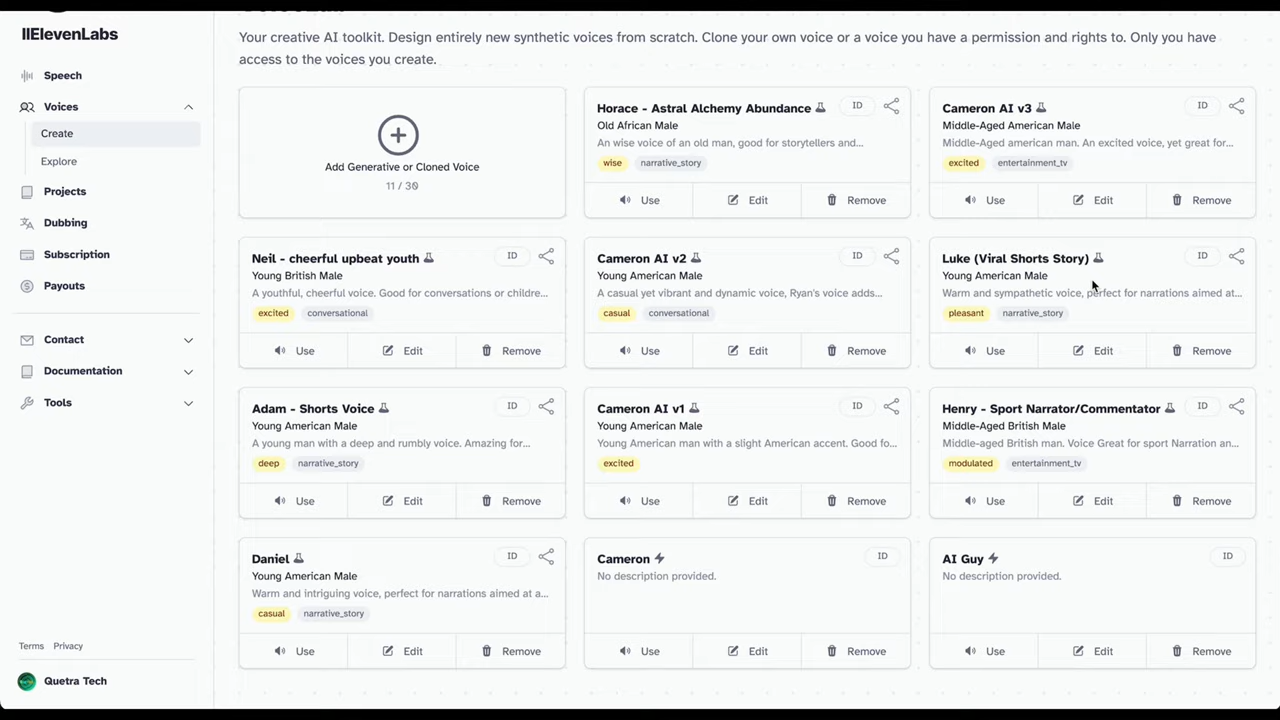 IIElevenLabs
Speech
Voices
Create
Explore
Projects
Dubbing
Subscription
Payouts
Contact
Documentation
Tools
Terms Privacy
Quetra Tech
Your creative AI toolkit. Design entirely new synthetic voices from scratch. Clone your own voice or a voice you have a permission and rights to. Only you have
access to the voices you create.
Add Generative or Cloned Voice
11 / 30
Horace - Astral Alchemy Abundance ID
Old African Male
An wise voice of an old man, good for storytellers and...
wise narrative_story
Use Edit Remove
Cameron AI v3 ID
Middle-Aged American Male
Middle-Aged american man. An excited voice, yet great for...
excited entertainment_tv
Use Edit Remove
Neil - cheerful upbeat youth ID
Young British Male
A youthful, cheerful voice. Good for conversations or childre...
excited conversational
Use Edit Remove
Cameron AI v2 ID
Young American Male
A casual yet vibrant and dynamic voice, Ryan's voice adds...
casual conversational
Use Edit Remove
Luke (Viral Shorts Story) ID
Young American Male
Warm and sympathetic voice, perfect for narrations aimed at...
pleasant narrative_story
Use Edit Remove
Adam - Shorts Voice ID
Young American Male
A young man with a deep and rumbly voice. Amazing for...
deep narrative_story
Use Edit Remove
Cameron AI v1 ID
Young American Male
Young American man with a slight American accent. Good fo...
excited
Use Edit Remove
Henry - Sport Narrator/Commentator ID
Middle-Aged British Male
Middle-aged British man. Voice Great for sport Narration an...
modulated entertainment_tv
Use Edit Remove
Daniel ID
Young American Male
Warm and intriguing voice, perfect for narrations aimed at a...
casual narrative_story
Use Edit Remove
Cameron ID
No description provided.
Use Edit Remove
AI Guy ID
No description provided.
Use Edit Remove